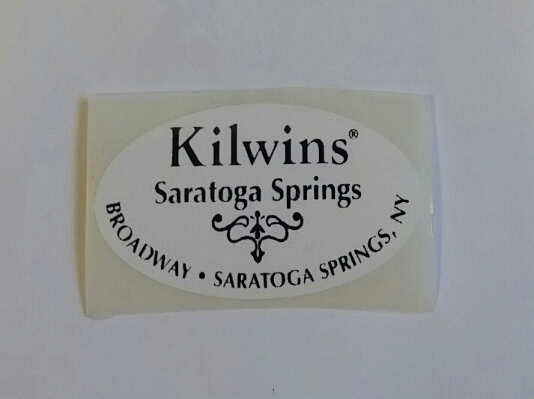 Kilwins®
Saratoga Springs
BROADWAY • SARATOGA SPRINGS, NY